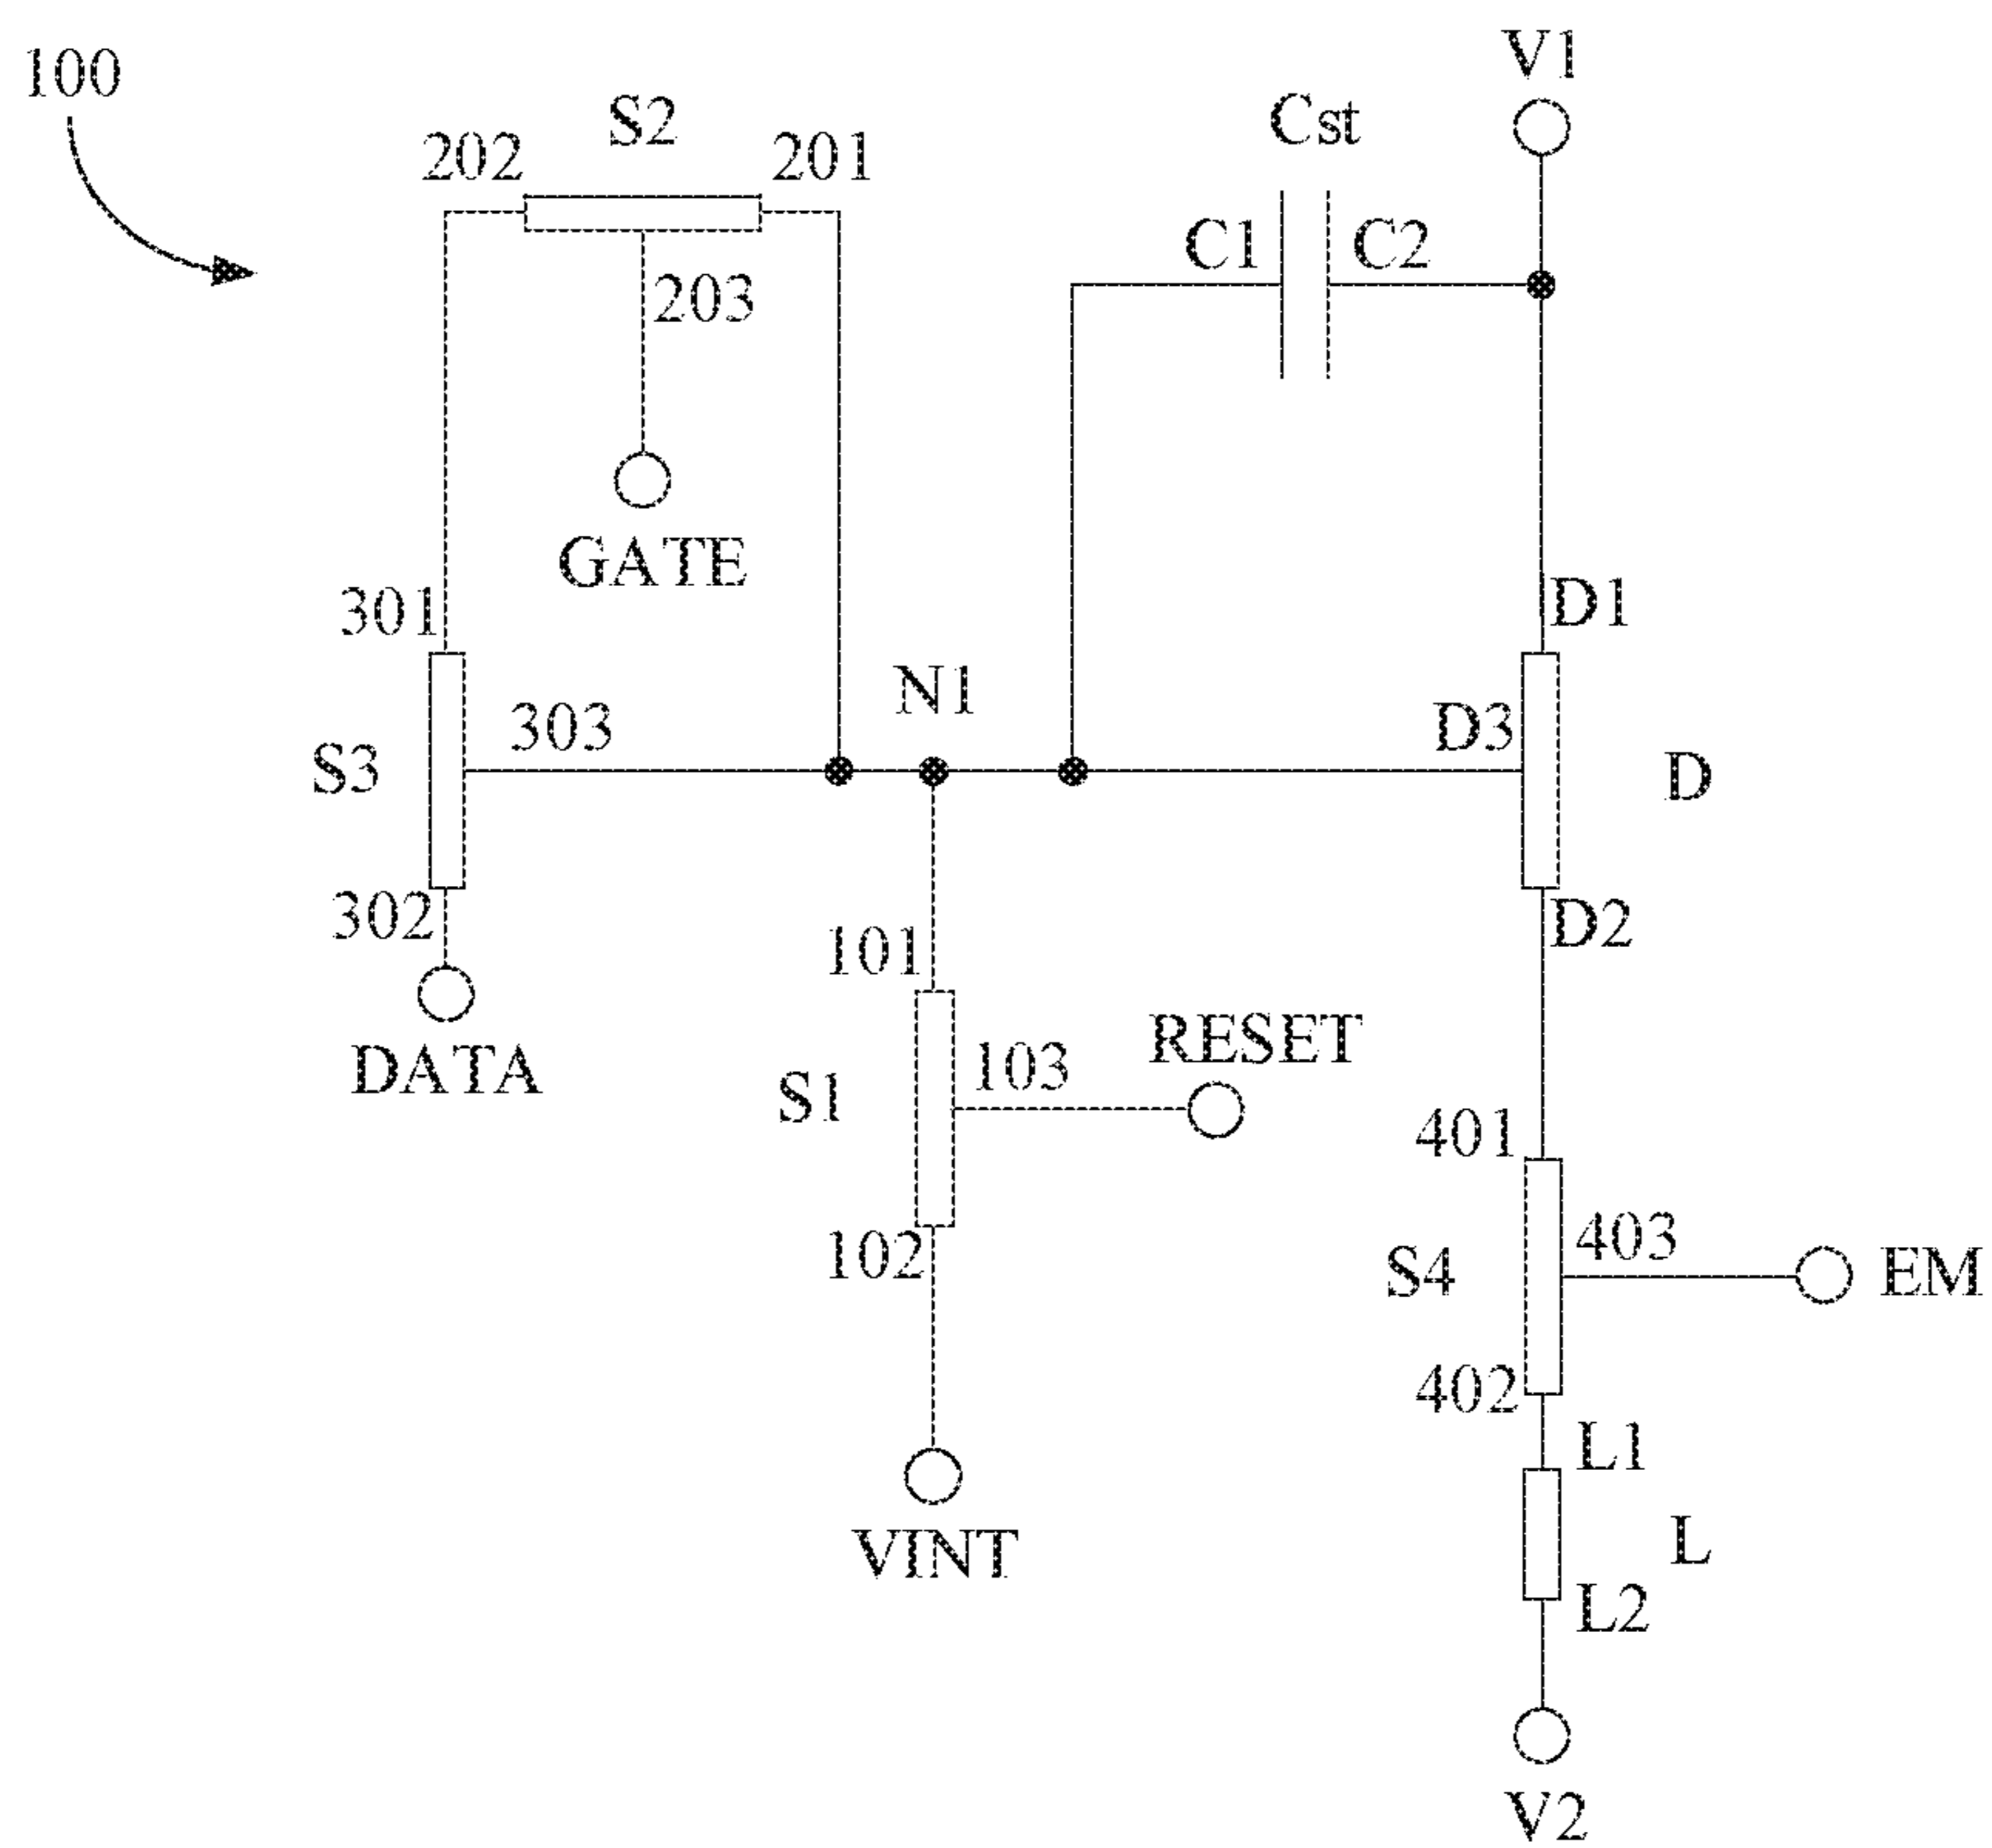 V1
100
S2
Cst
202
201
C1
C2
203
GATE
301
D1
N1
303
D3
S3
D
302
D2
101
RESET
103
DATA
S1
401
102
403
S4
EM
402
L1
VINT
L
L2
V2